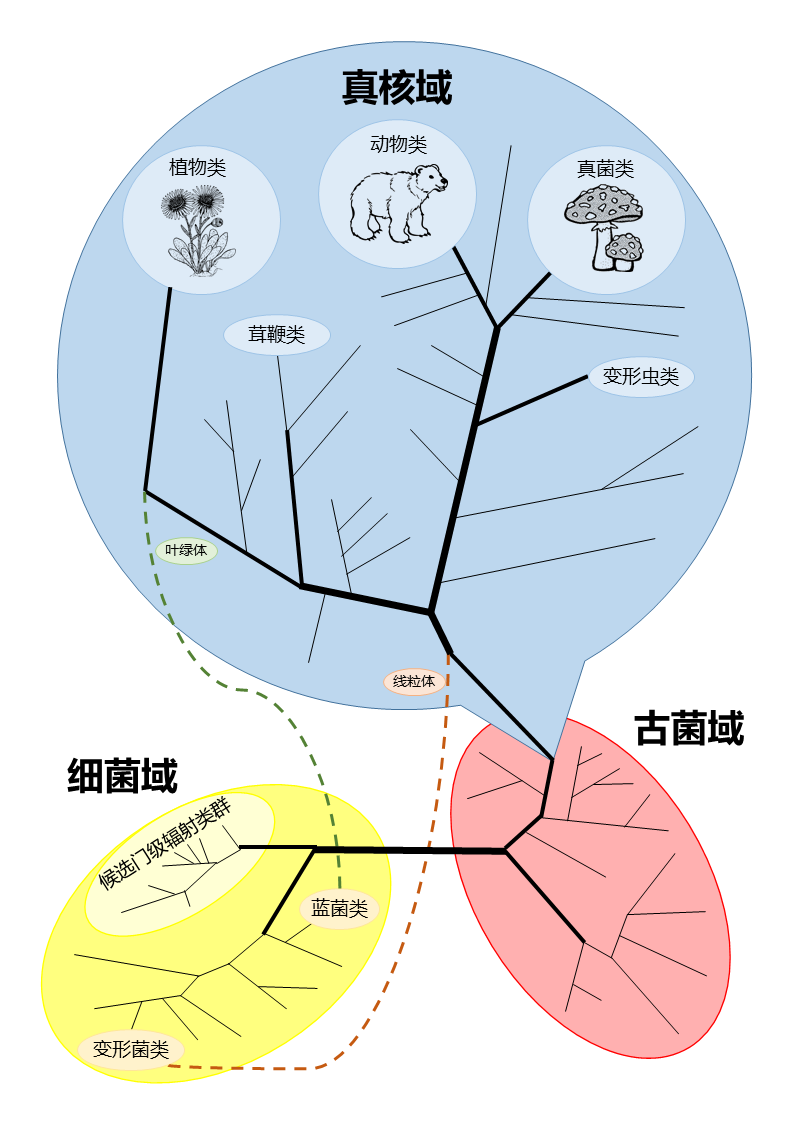 真核域
动物类
植物类
真菌类
茸鞭类
变形虫类
叶绿体
线粒体
古菌域
细菌域
候选门级辐射类群
蓝菌类
变形菌类